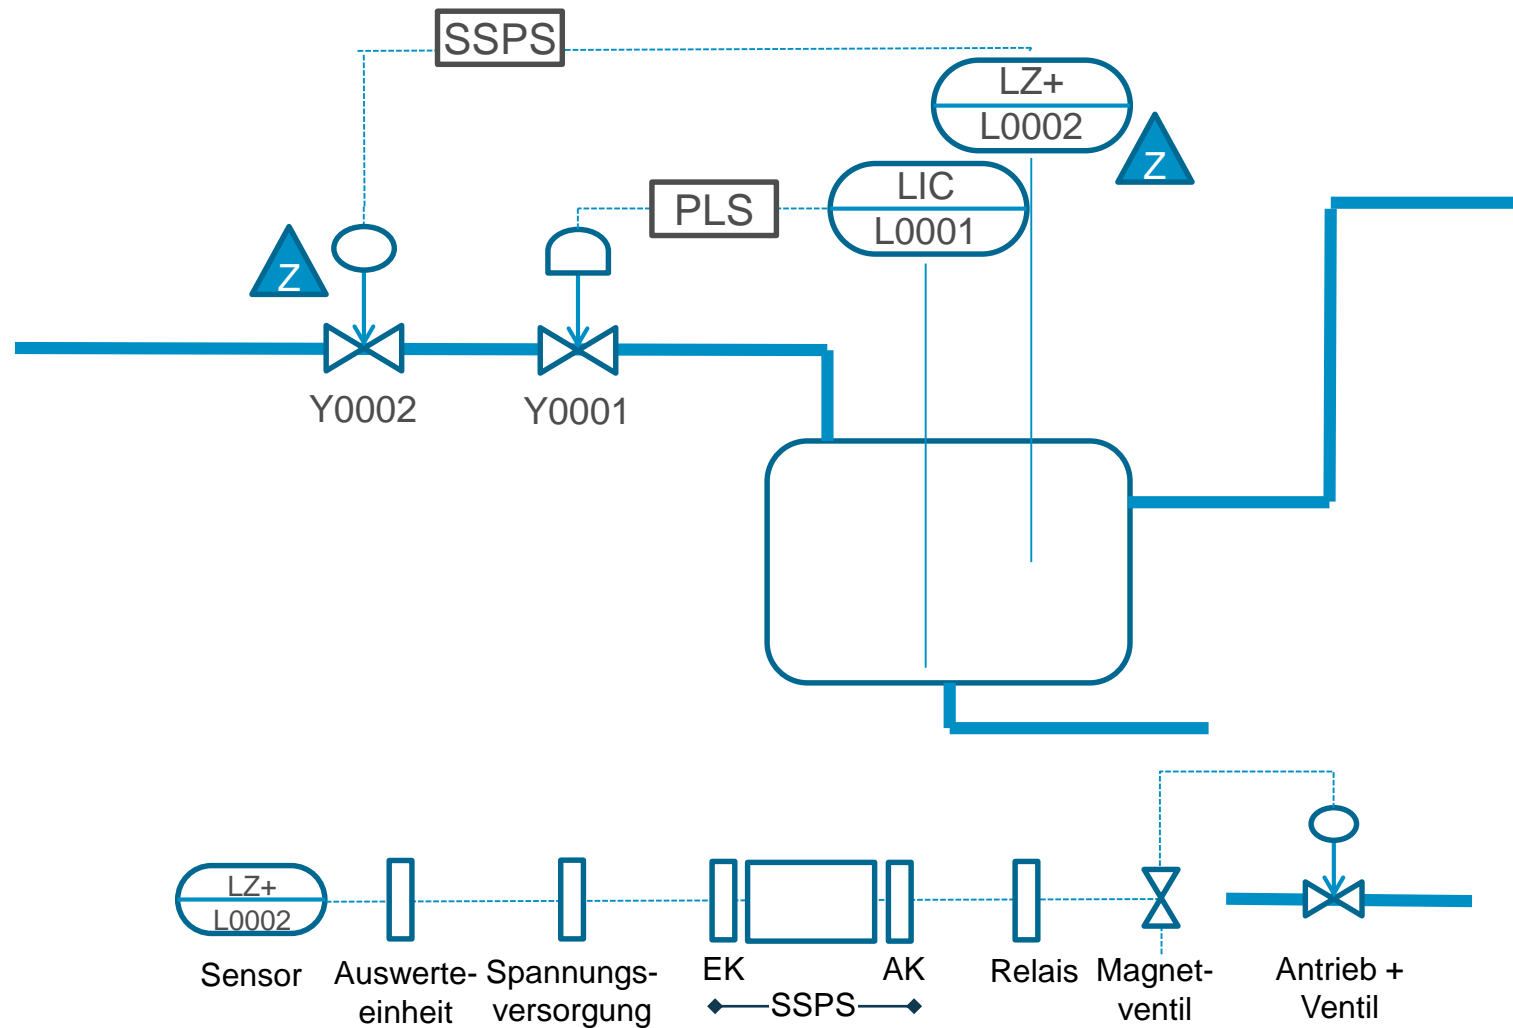 SSPS
LZ+
L0002
Z
LIC
L0001
PLS
Z
Y0002
Y0001
LZ+
L0002
Sensor
Auswerte-
einheit
Spannungs-
versorgung
EK
AK
SSPS
Relais
Magnet-
ventil
Antrieb +
Ventil